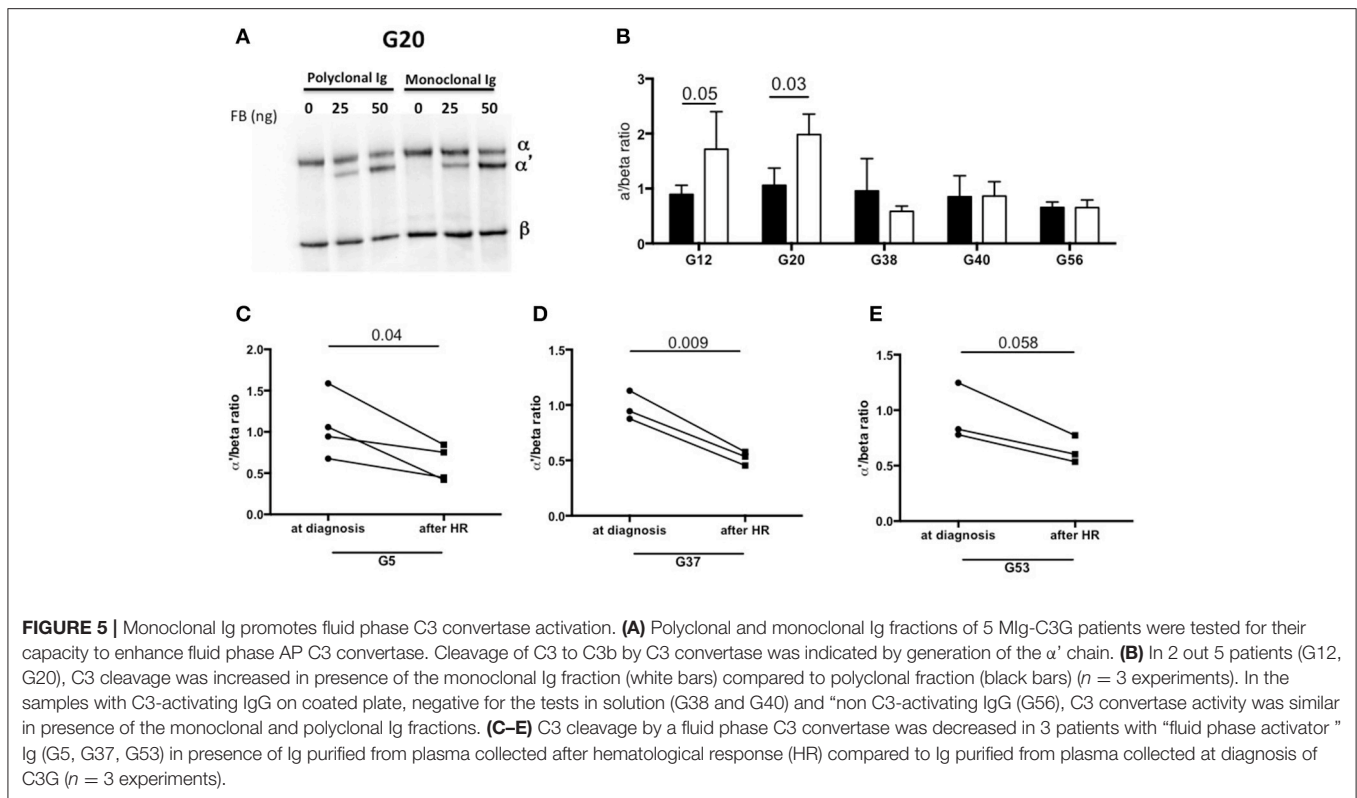 A
G20
Polyclonal Ig Monoclonal Ig
FB (ng) 0 25 50 0 25 50
α
α'
β
B
a'/beta ratio
3
2
1
0
0.05
0.03
G12 G20 G38 G40 G56
C
α'/beta ratio
2.0
1.5
1.0
0.5
0.0
0.04
at diagnosis after HR
G5
D
α'/beta ratio
1.5
1.0
0.5
0.0
0.009
at diagnosis after HR
G37
E
α'/beta ratio
1.5
1.0
0.5
0.0
0.058
at diagnosis after HR
G53
FIGURE 5 | Monoclonal Ig promotes fluid phase C3 convertase activation. (A) Polyclonal and monoclonal Ig fractions of 5 MIg-C3G patients were tested for their
capacity to enhance fluid phase AP C3 convertase. Cleavage of C3 to C3b by C3 convertase was indicated by generation of the α' chain. (B) In 2 out 5 patients (G12,
G20), C3 cleavage was increased in presence of the monoclonal Ig fraction (white bars) compared to polyclonal fraction (black bars) (n = 3 experiments). In the
samples with C3-activating IgG on coated plate, negative for the tests in solution (G38 and G40) and "non C3-activating IgG (G56), C3 convertase activity was similar
in presence of the monoclonal and polyclonal Ig fractions. (C–E) C3 cleavage by a fluid phase C3 convertase was decreased in 3 patients with "fluid phase activator "
Ig (G5, G37, G53) in presence of Ig purified from plasma collected after hematological response (HR) compared to Ig purified from plasma collected at diagnosis of
C3G (n = 3 experiments).